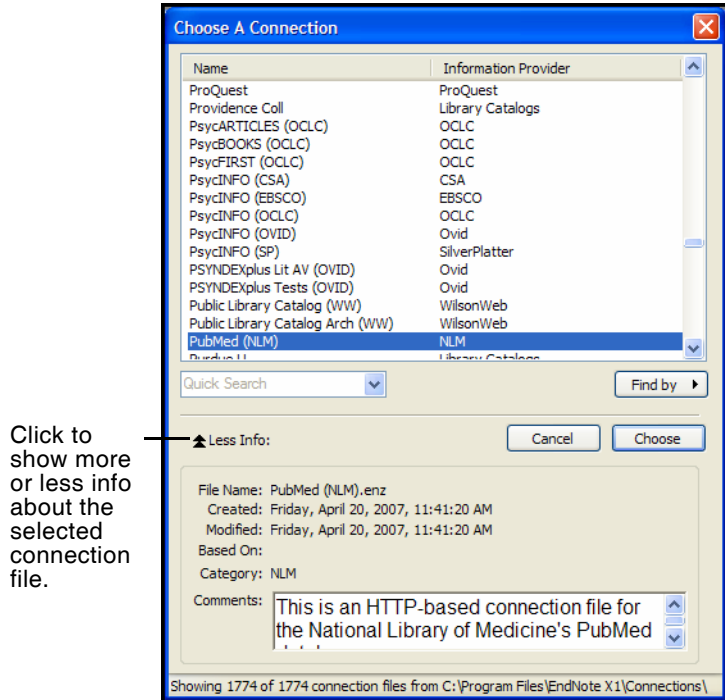 Choose A Connection
Name Information Provider
ProQuest ProQuest
Providence Coll Library Catalogs
PsycARTICLES (OCLC) OCLC
PsycBOOKS (OCLC) OCLC
PsycFIRST (OCLC) OCLC
PsycINFO (CSA) CSA
PsycINFO (EBSCO) EBSCO
PsycINFO (OCLC) OCLC
PsycINFO (OVID) Ovid
PsycINFO (SP) SilverPlatter
PSYNDEXplus Lit AV (OVID) Ovid
PSYNDEXplus Tests (OVID) Ovid
Public Library Catalog (WW) WilsonWeb
Public Library Catalog Arch (WW) WilsonWeb
PubMed (NLM) NLM
Purdue U Library Catalogs
Quick Search Find by
Click to
show more
or less info
about the
selected
connection
file.
Less Info: Cancel Choose
File Name: PubMed (NLM).enz
Created: Friday, April 20, 2007, 11:41:20 AM
Modified: Friday, April 20, 2007, 11:41:20 AM
Based On:
Category: NLM
Comments: This is an HTTP-based connection file for
the National Library of Medicine's PubMed
Showing 1774 of 1774 connection files from C:\Program Files\EndNote X1\Connections\